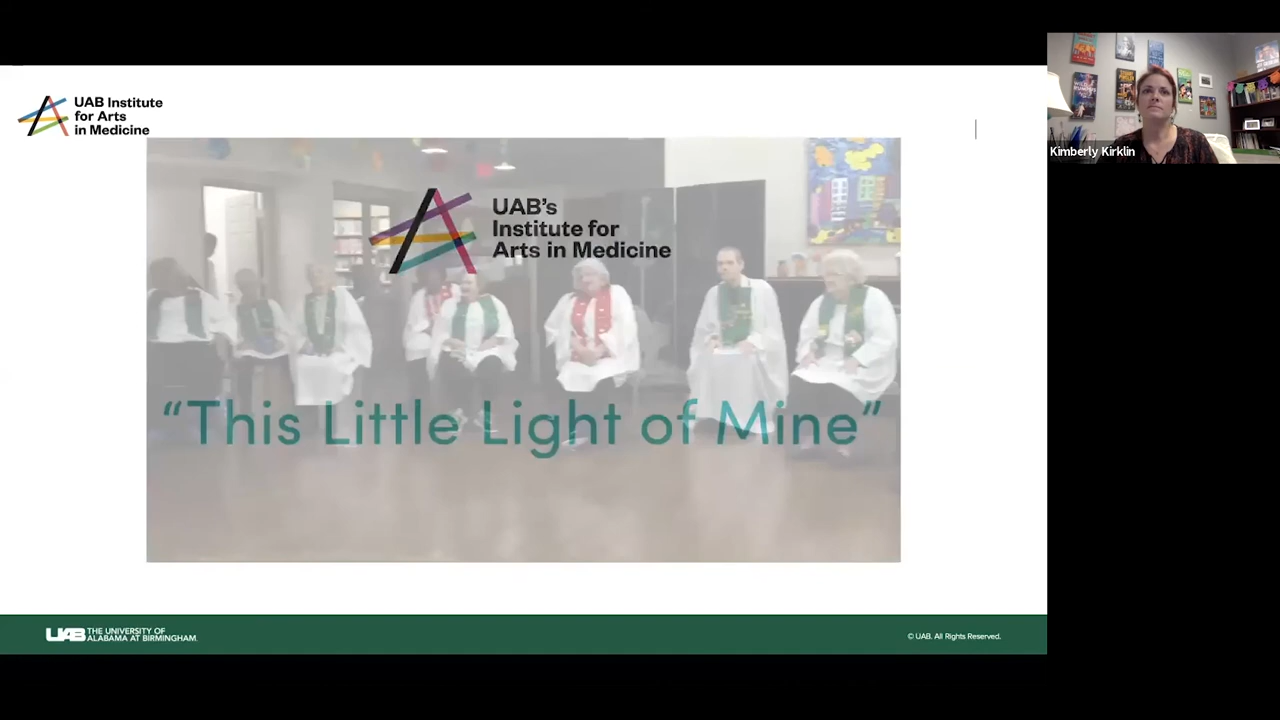 UAB Institute
for Arts
in Medicine
Kimberly Kirklin
UAB's
Institute for
Arts in Medicine
“This Little Light of Mine”
UAB THE UNIVERSITY OF
ALABAMA AT BIRMINGHAM.
© UAB. All Rights Reserved.